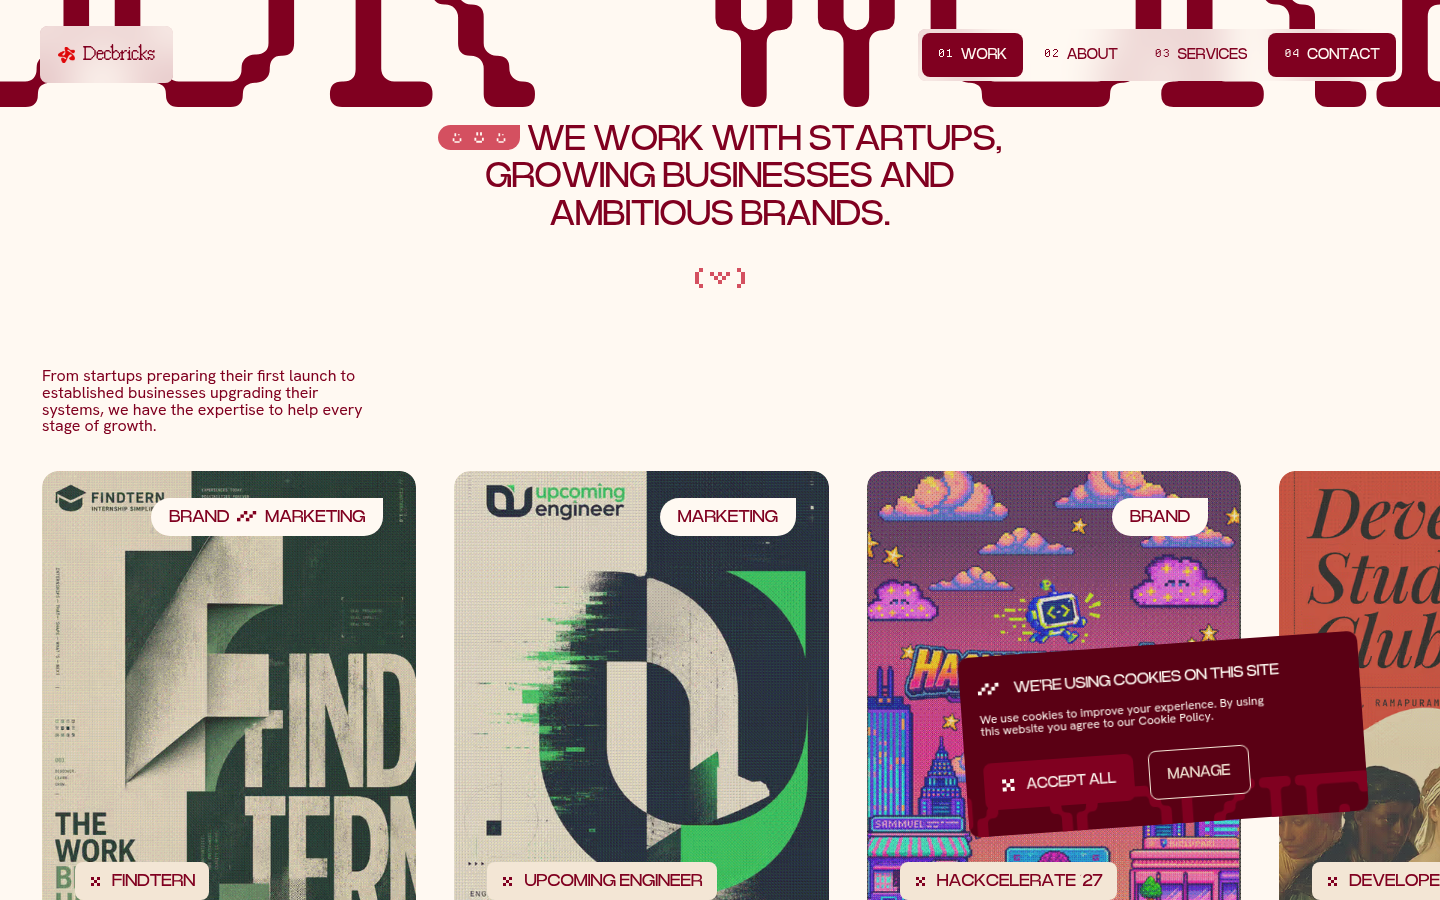 OUR WORK
Decbricks
01 WORK
02 ABOUT
03 SERVICES
04 CONTACT
WE WORK WITH STARTUPS,
GROWING BUSINESSES AND
AMBITIOUS BRANDS.
From startups preparing their first launch to
established businesses upgrading their
systems, we have the expertise to help every
stage of growth.
FINDTERN
BRAND MARKETING
FIND
TERN
THE
WORK
FINDTERN
upcoming
engineer
MARKETING
UPCOMING ENGINEER
BRAND
SAMMUEL
HACKCELERATE 27
WE'RE USING COOKIES ON THIS SITE
We use cookies to improve your experience. By using
this website you agree to our Cookie Policy.
ACCEPT ALL
MANAGE